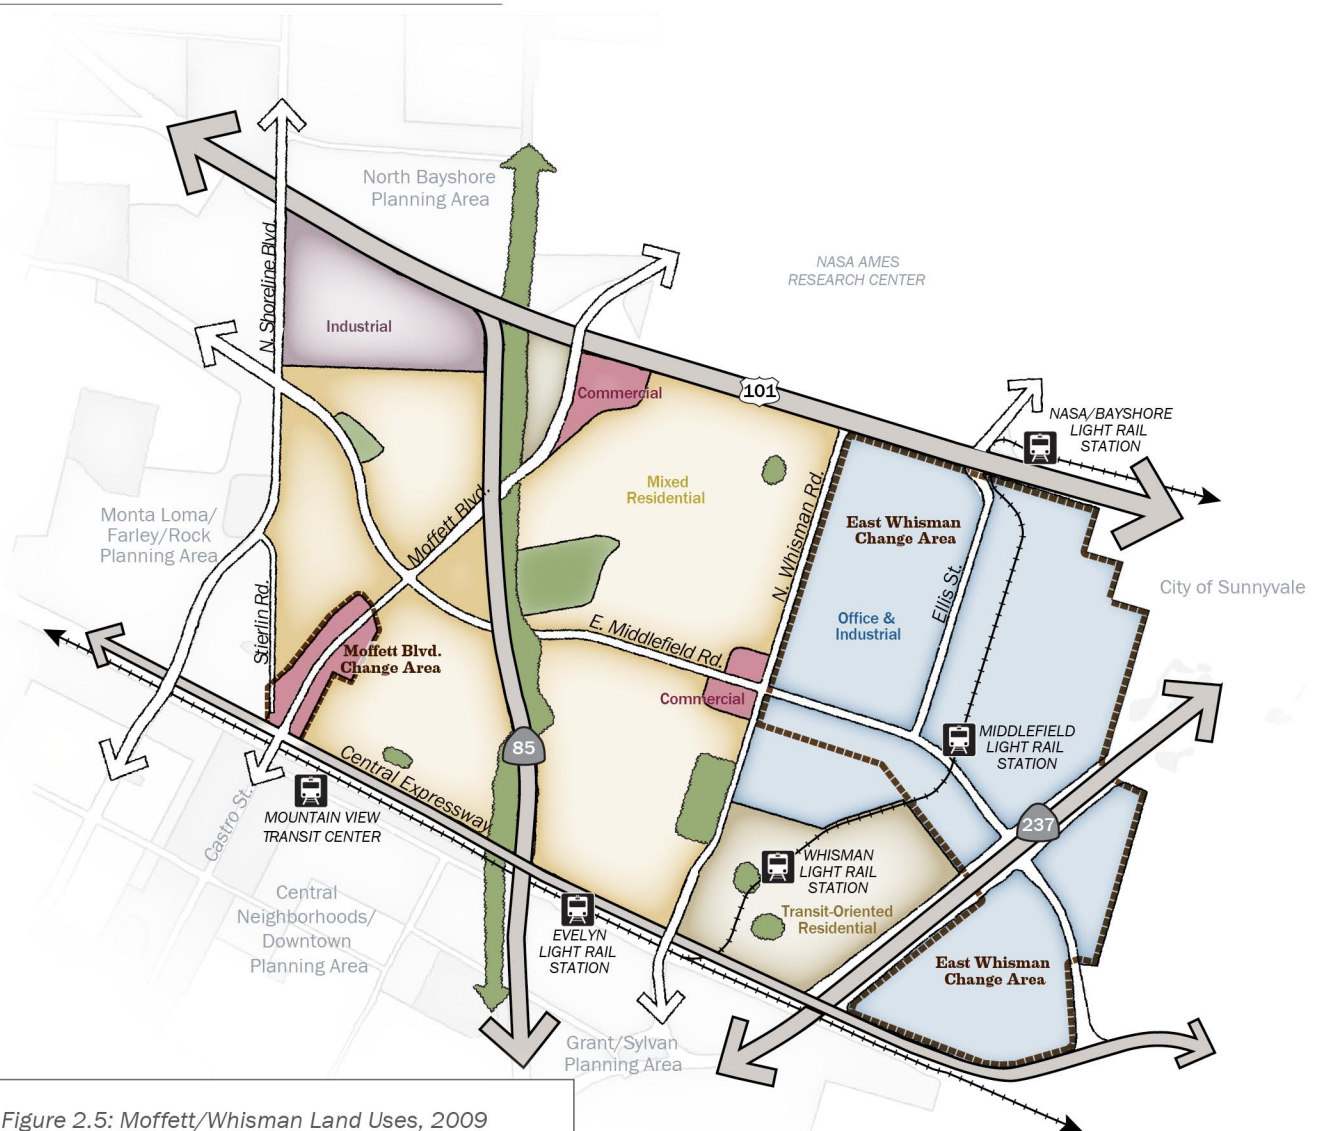 North Bayshore
Planning Area
NASA AMES
RESEARCH CENTER
N. Shoreline Blvd.
Industrial
Commercial
101
NASA/BAYSHORE
LIGHT RAIL
STATION
Mixed
Residential
Moffett Blvd.
N. Whisman Rd.
East Whisman
Change Area
Monta Loma/
Farley/Rock
Planning Area
Ellis St.
City of Sunnyvale
Office &
Industrial
Stierlin Rd.
E. Middlefield Rd.
Moffett Blvd.
Change Area
Commercial
85
MIDDLEFIELD
LIGHT RAIL
STATION
Central Expressway
MOUNTAIN VIEW
TRANSIT CENTER
Castro St.
237
WHISMAN
LIGHT RAIL
STATION
Central
Neighborhoods/
Downtown
Planning Area
Transit-Oriented
Residential
EVELYN
LIGHT RAIL
STATION
East Whisman
Change Area
Grant/Sylvan
Planning Area
Figure 2.5: Moffett/Whisman Land Uses, 2009